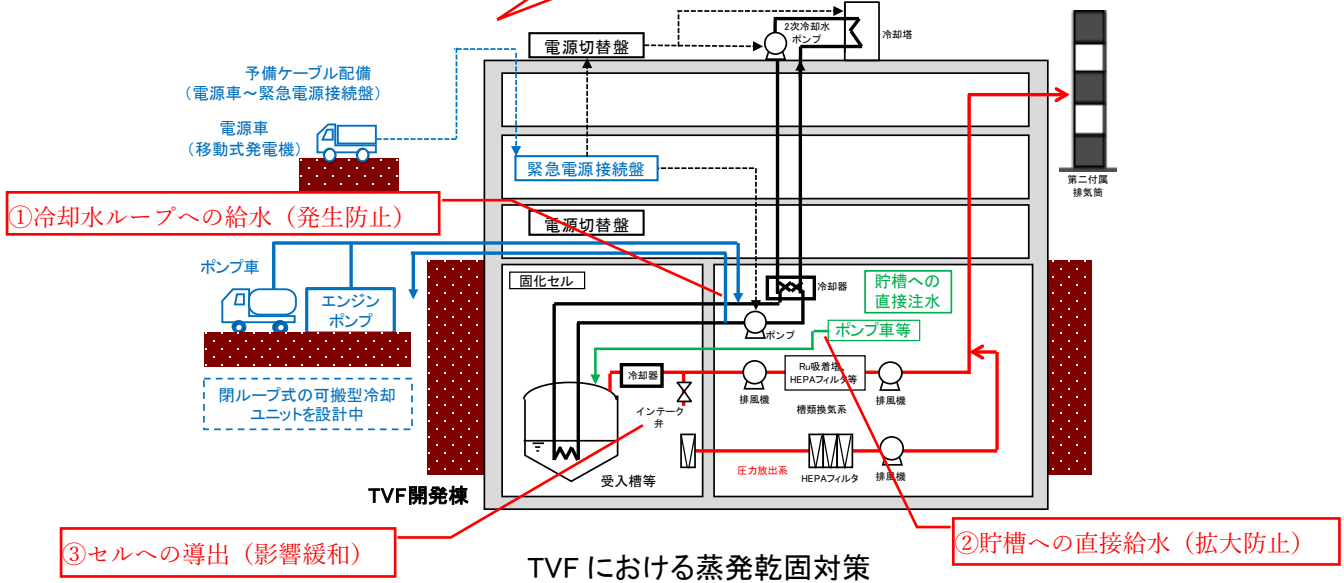 2次冷却水
ポンプ
冷却塔
電源切替盤
予備ケーブル配備
(電源車～緊急電源接続盤)
電源車
(移動式発電機)
緊急電源接続盤
第二付属
排気筒
①冷却水ループへの給水（発生防止）
電源切替盤
ポンプ車
エンジン
ポンプ
固化セル
冷却器
貯槽への
直接注水
ポンプ
ポンプ車等
閉ループ式の可搬型冷却
ユニットを設計中
冷却器
インテーク
弁
排風機
Ru吸着塔、
HEPAフィルタ等
排風機
槽類換気系
圧力放出系
HEPAフィルタ
排風機
受入槽等
TVF開発棟
③セルへの導出（影響緩和）
②貯槽への直接給水（拡大防止）
TVF における蒸発乾固対策